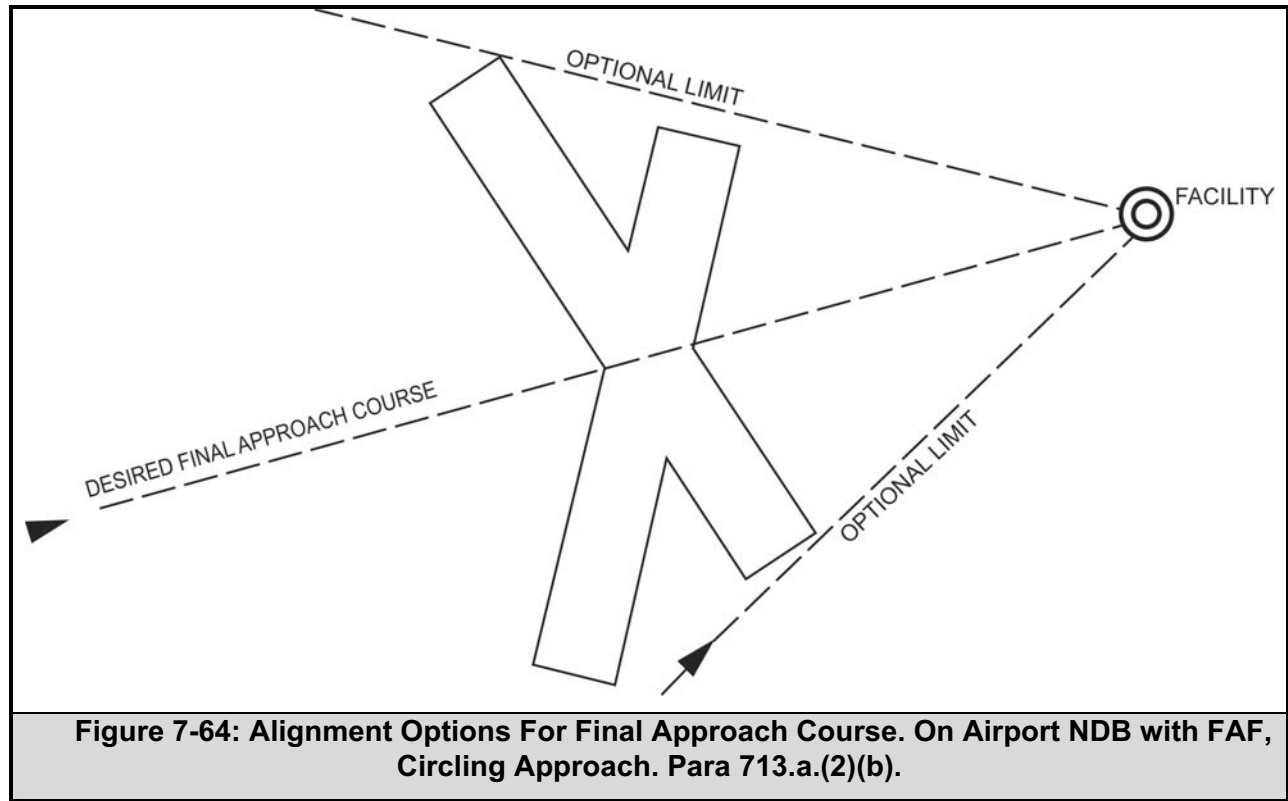 OPTIONAL LIMIT
FACILITY
DESIRED FINAL APPROACH COURSE
OPTIONAL LIMIT
Figure 7-64: Alignment Options For Final Approach Course. On Airport NDB with FAF,
Circling Approach. Para 713.a.(2)(b).